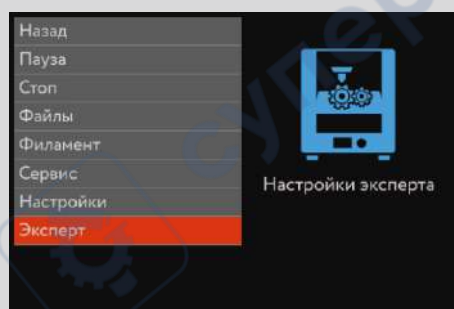 Назад
Пауза
Стоп
Файлы
Филамент
Сервис
Настройки
Эксперт
Настройки эксперта